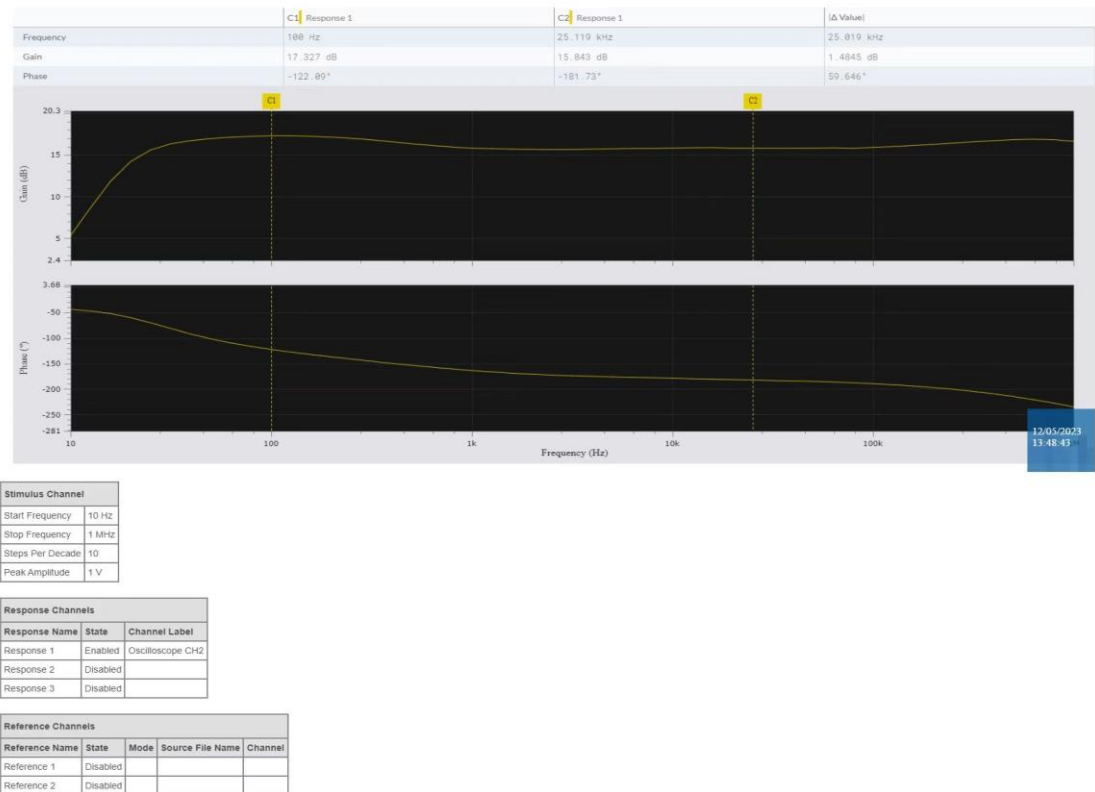 C1 Response 1 C2 Response 1 |Δ Value|
Frequency 100 Hz 25.119 kHz 25.019 kHz
Gain 17.327 dB 15.843 dB 1.4845 dB
Phase -122.09° -181.73° 59.646°
C1 C2
20.3
15
10
5
2.4
Gain (dB)
3.68
-50
-100
-150
-200
-250
-281
Phase (°)
10 100 1k 10k 100k
Frequency (Hz)
12/05/2023
13:48:43
Stimulus Channel
Start Frequency 10 Hz
Stop Frequency 1 MHz
Steps Per Decade 10
Peak Amplitude 1 V
Response Channels
Response Name State Channel Label
Response 1 Enabled Oscilloscope CH2
Response 2 Disabled
Response 3 Disabled
Reference Channels
Reference Name State Mode Source File Name Channel
Reference 1 Disabled
Reference 2 Disabled